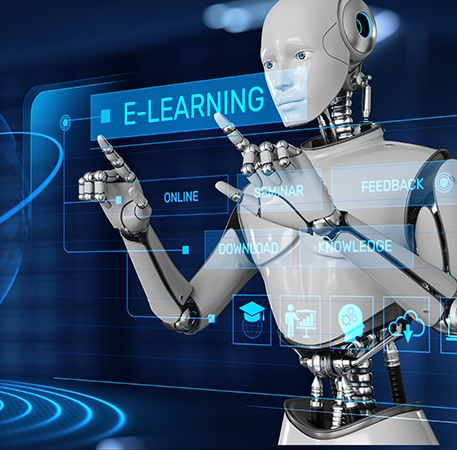 E-LEARNING
ONLINE
SEMINAR
FEEDBACK
DOWNLOAD
KNOWLEDGE